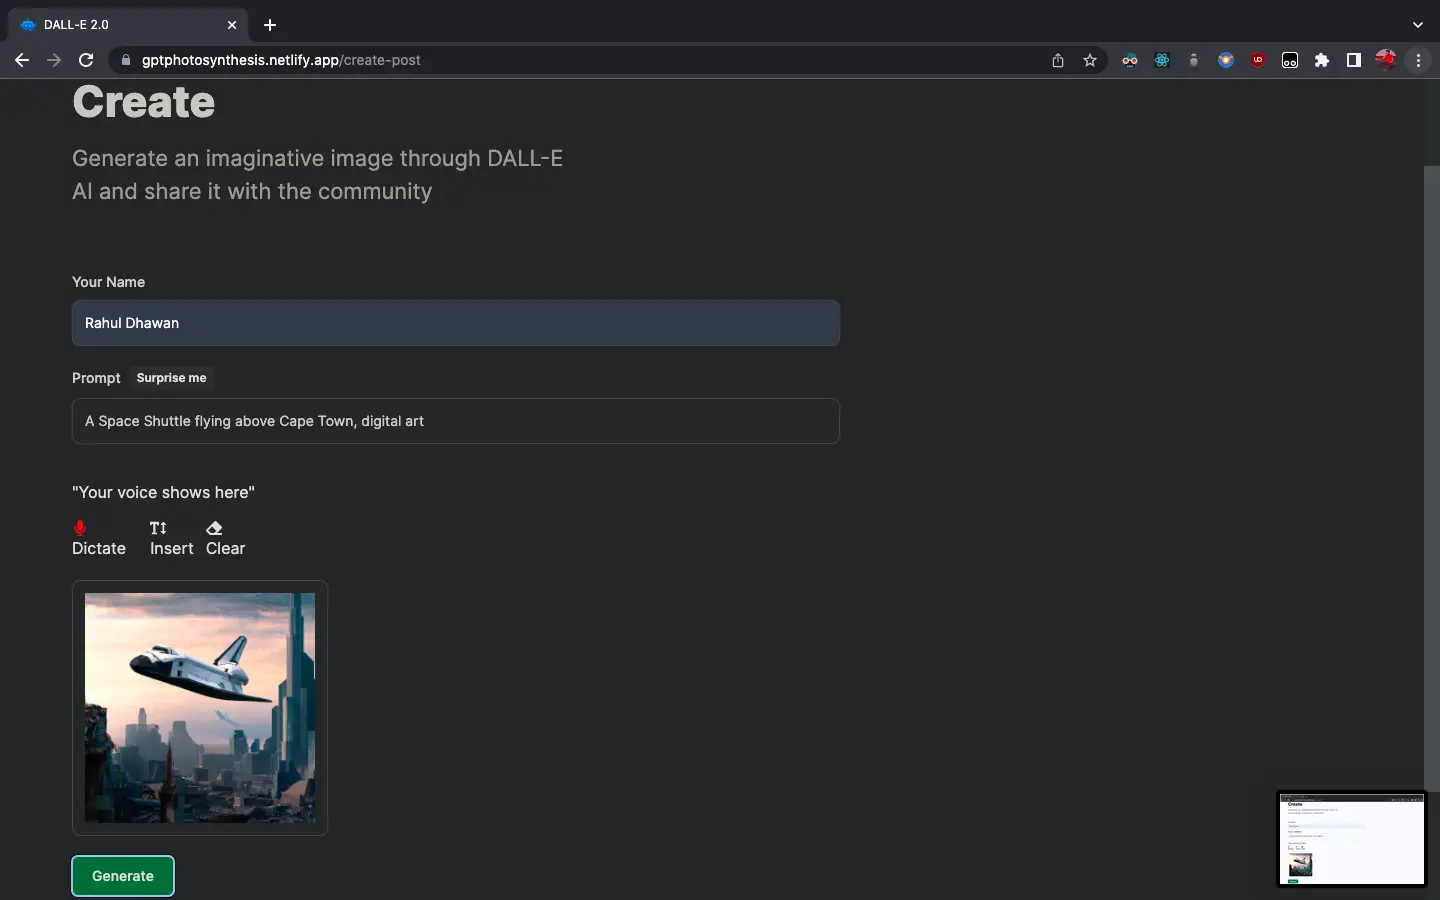 DALL-E 2.0
gptphotosynthesis.netlify.app/create-post
Create
Generate an imaginative image through DALL-E
AI and share it with the community
Your Name
Rahul Dhawan
Prompt Surprise me
A Space Shuttle flying above Cape Town, digital art
"Your voice shows here"
Dictate Insert Clear
Generate
Create